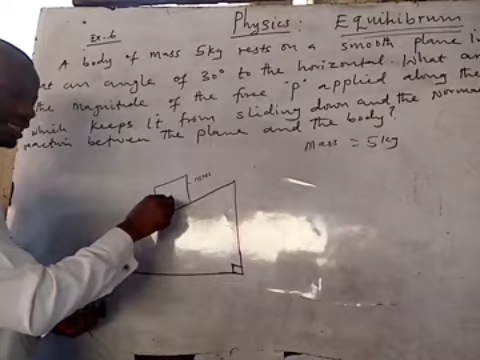 Physics: Equilibrum
Ex. 6
A body of mass 5kg rests on a smooth plane
at an angle of 30° to the horizontal. What
the magnitude of the force "p" applied along the
which keeps it from sliding down and the
reaction between the plane and the body?
mass = 5kg
mass